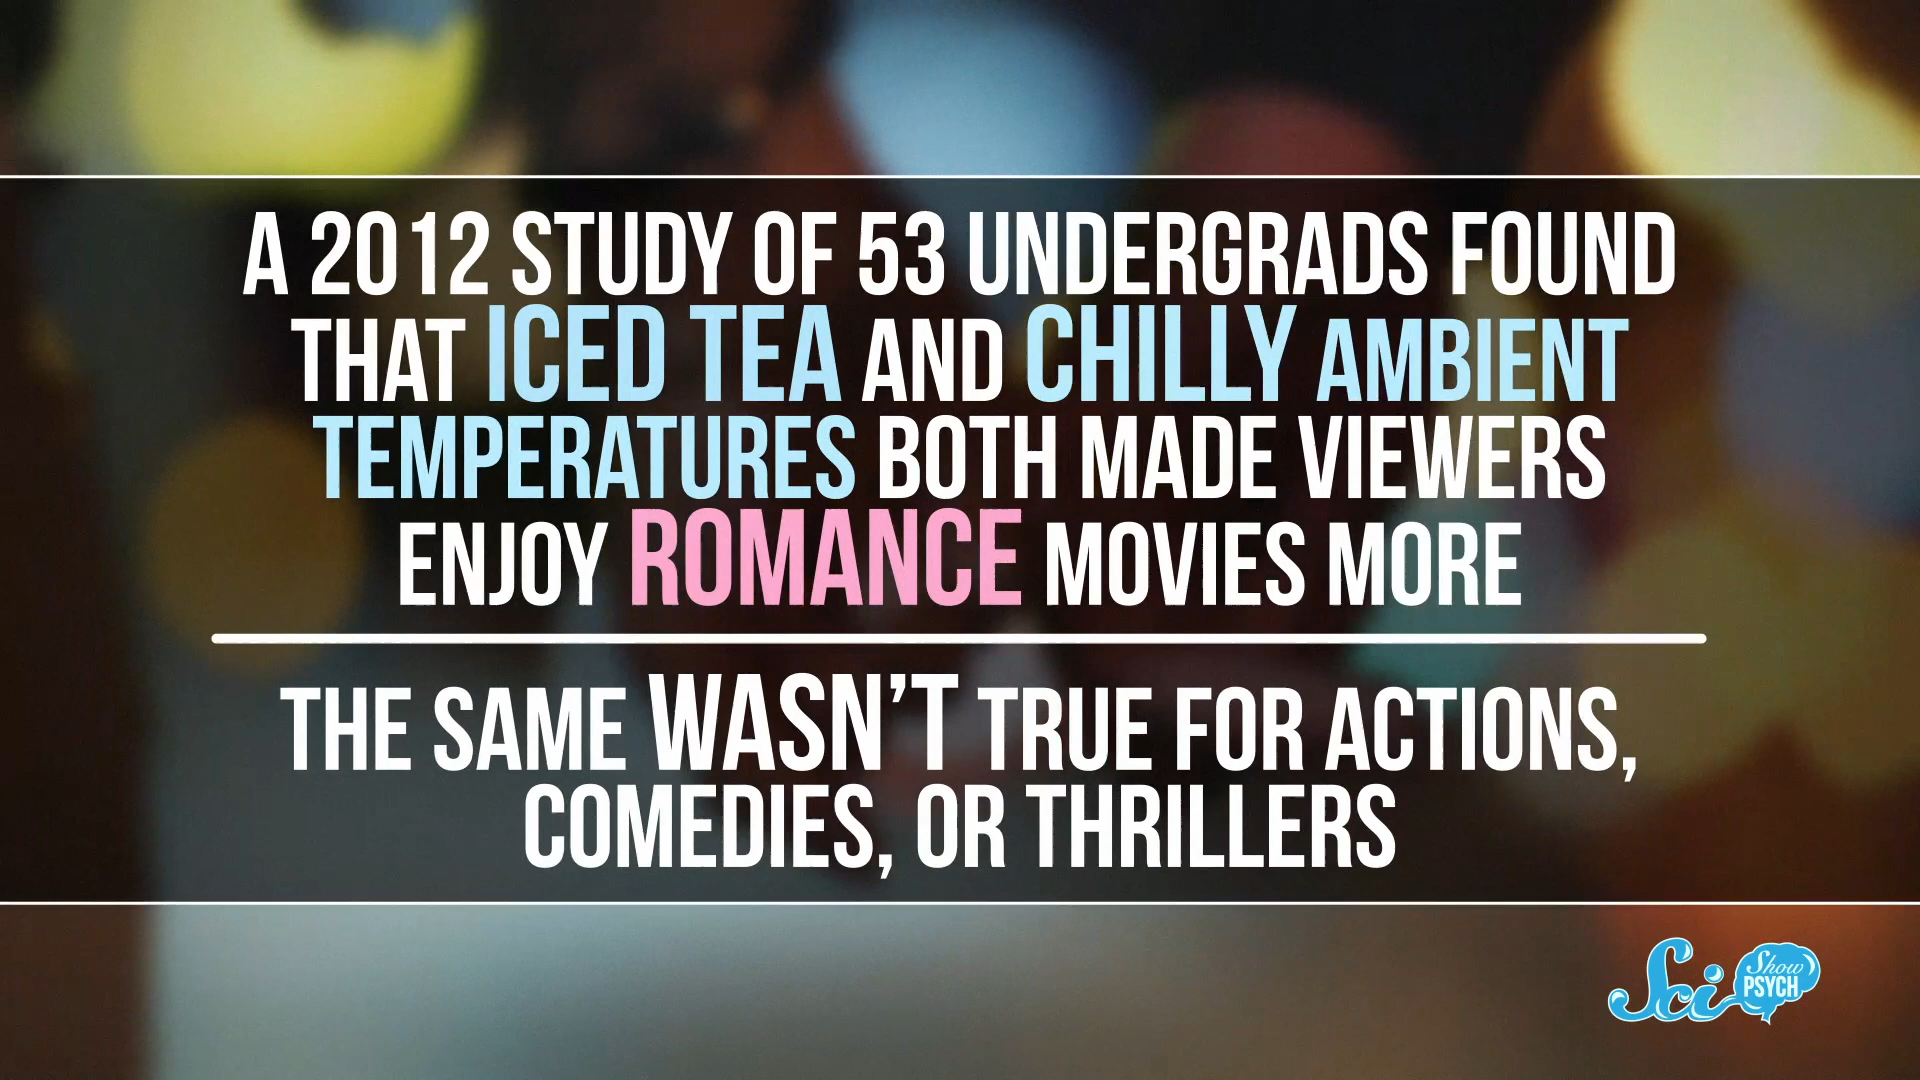 A 2012 STUDY OF 53 UNDERGRADS FOUND
THAT ICED TEA AND CHILLY AMBIENT
TEMPERATURES BOTH MADE VIEWERS
ENJOY ROMANCE MOVIES MORE
THE SAME WASN'T TRUE FOR ACTIONS,
COMEDIES, OR THRILLERS
Sci Show
PSYCH